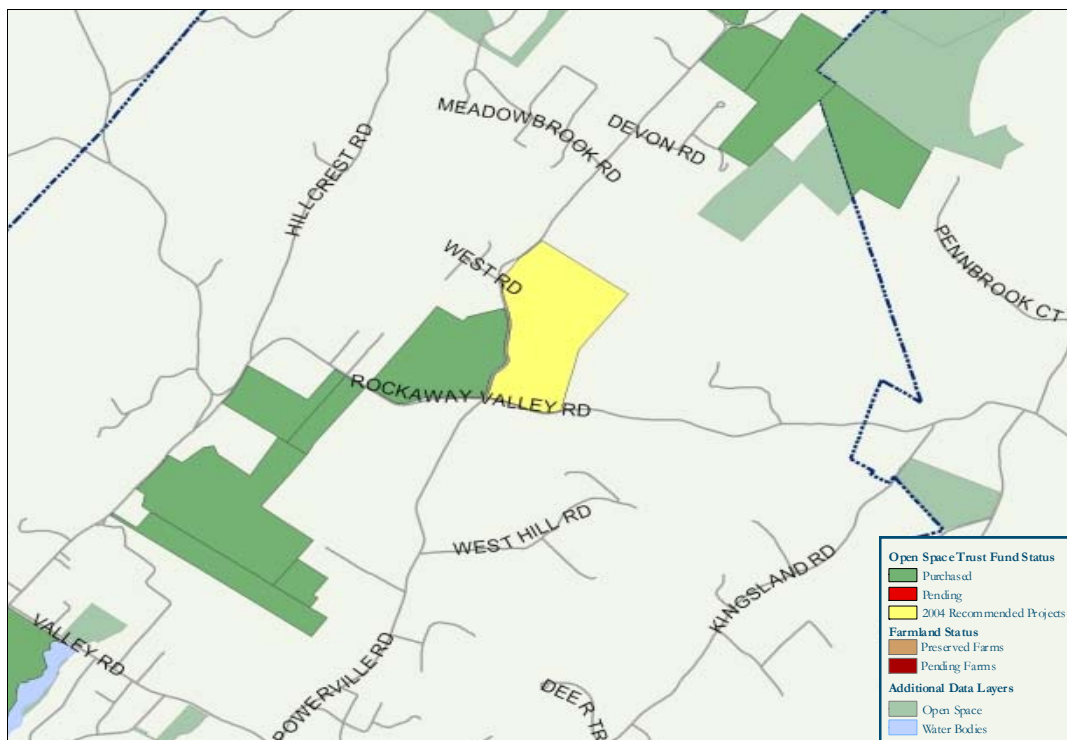 MEADOWBROOK RD
DEVON RD
HILLCREST RD
PENNBROOK CT
WEST RD
ROCKAWAY VALLEY RD
WEST HILL RD
KINGSLAND RD
VALLEY RD
POWERVILLE RD
DEER TR
Open Space Trust Fund Status
Purchased
Pending
2004 Recommended Projects
Farmland Status
Preserved Farms
Pending Farms
Additional Data Layers
Open Space
Water Bodies